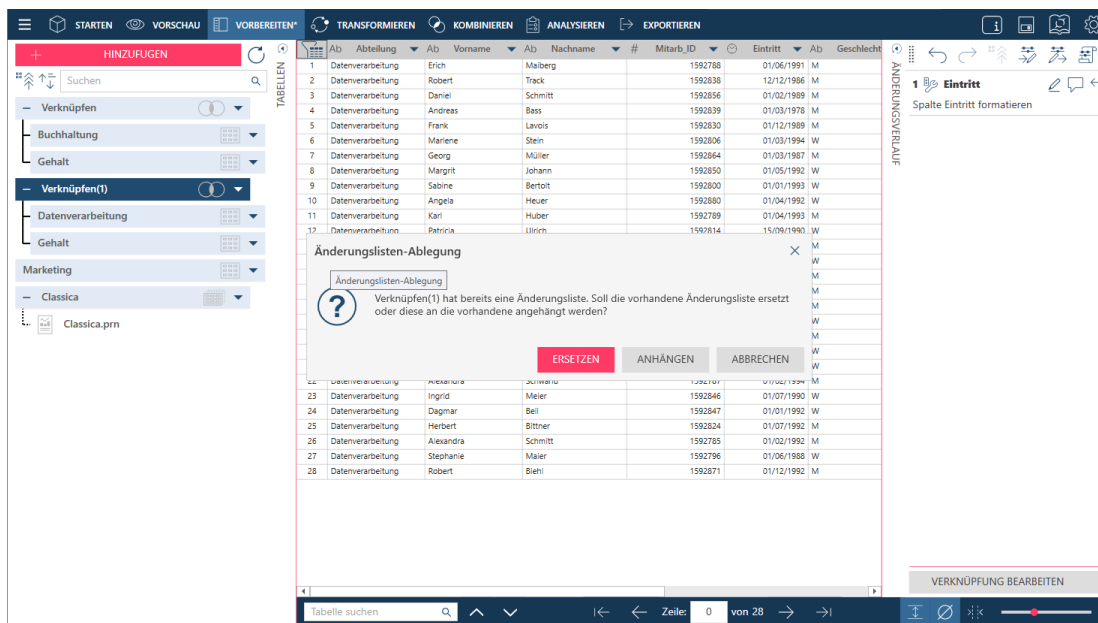 STARTEN VORSCHAU VORBEREITEN* TRANSFORMIEREN KOMBINIEREN ANALYSIEREN EXPORTIEREN
HINZUFÜGEN
Suchen
Verknüpfen
Buchhaltung
Gehalt
Verknüpfen(1)
Datenverarbeitung
Gehalt
Marketing
Classica
Classica.prn
TABELLEN
Ab Abteilung Ab Vorname Ab Nachname # Mitarb_ID Eintritt Ab Geschlecht
1 Datenverarbeitung Erich Maiberg 1592788 01/06/1991 M
2 Datenverarbeitung Robert Track 1592838 12/12/1986 M
3 Datenverarbeitung Daniel Schmitt 1592856 01/02/1989 M
4 Datenverarbeitung Andreas Bass 1592839 01/03/1978 M
5 Datenverarbeitung Frank Lavois 1592830 01/12/1989 M
6 Datenverarbeitung Marlene Stein 1592806 01/03/1994 W
7 Datenverarbeitung Georg Müller 1592864 01/03/1987 M
8 Datenverarbeitung Margrit Johann 1592850 01/05/1992 W
9 Datenverarbeitung Sabine Bertolt 1592800 01/01/1993 W
10 Datenverarbeitung Angela Heuer 1592880 01/04/1992 W
11 Datenverarbeitung Karl Huber 1592789 01/04/1993 M
12 Datenverarbeitung Patricia Ulrich 1592814 15/09/1990 W
M
W
M
M
M
W
M
W
W
Änderungslisten-Ablegung
Änderungslisten-Ablegung
Verknüpfen(1) hat bereits eine Änderungsliste. Soll die vorhandene Änderungsliste ersetzt
oder diese an die vorhandene angehängt werden?
ERSETZEN ANHÄNGEN ABBRECHEN
22 Datenverarbeitung Alexandra Schwand 1592787 01/02/1994 M
23 Datenverarbeitung Ingrid Meier 1592846 01/07/1990 W
24 Datenverarbeitung Dagmar Beil 1592847 01/01/1992 W
25 Datenverarbeitung Herbert Bittner 1592824 01/07/1992 M
26 Datenverarbeitung Alexandra Schmitt 1592785 01/02/1992 M
27 Datenverarbeitung Stephanie Maier 1592796 01/06/1988 W
28 Datenverarbeitung Robert Biehl 1592871 01/12/1992 M
Tabelle suchen Zeile: 0 von 28
ÄNDERUNGSVERLAUF
1 Eintritt
Spalte Eintritt formatieren
VERKNÜPFUNG BEARBEITEN